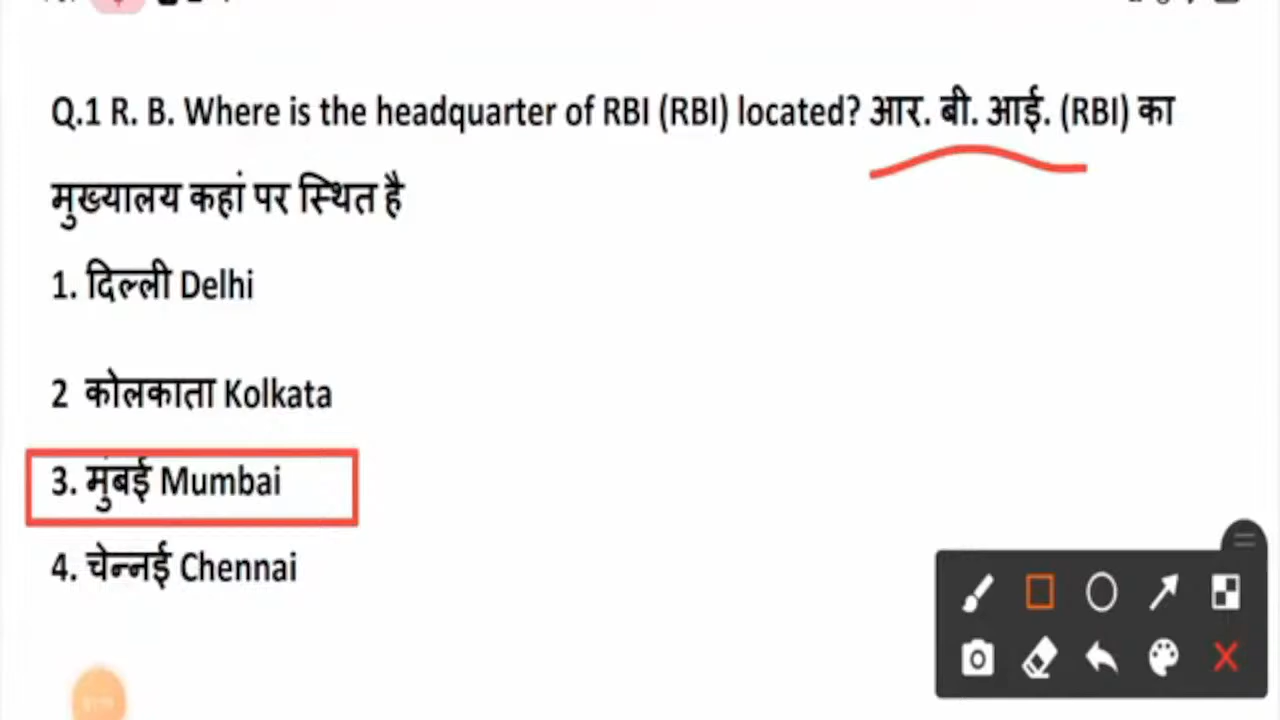 Q.1 R. B. Where is the headquarter of RBI (RBI) located? आर. बी. आई. (RBI) का
मुख्यालय कहां पर स्थित है
1. दिल्ली Delhi
2 कोलकाता Kolkata
3. मुंबई Mumbai
4. चेन्नई Chennai